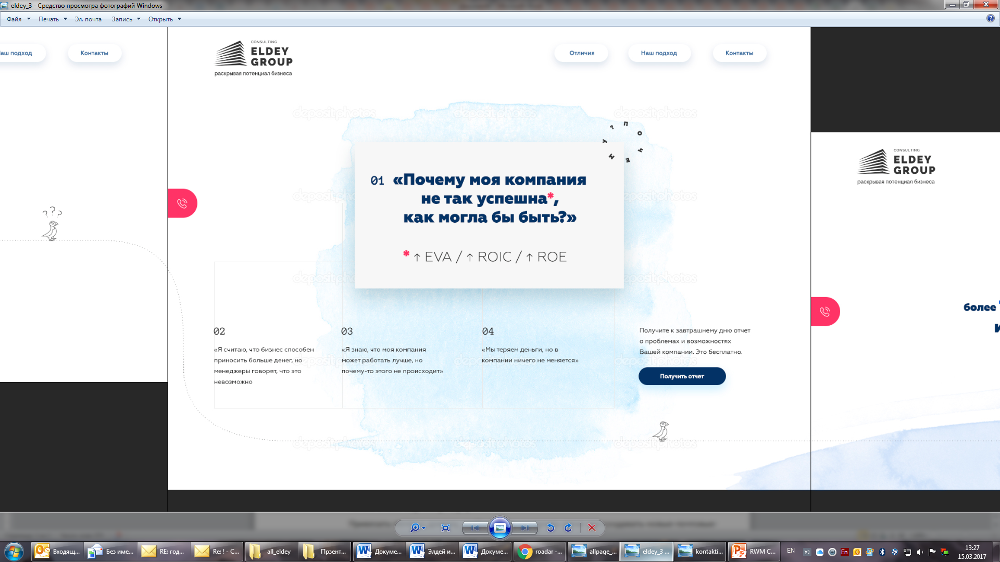 eldey_3 - Средство просмотра фотографий Windows
Файл Печать Эл. почта Запись Открыть
подход
Контакты
CONSULTING
ELDEY
GROUP
раскрывая потенциал бизнеса
Отличия
Наш подход
Контакты
depositphotos depositphotos depositphotos
ПОЧЕМУ?
01 «Почему моя компания
не так успешна*,
как могла бы быть?»
* ↑ EVA / ↑ ROIC / ↑ ROE
???
02
«Я считаю, что бизнес способен
приносить больше денег, но
менеджеры говорят, что это
невозможно
03
«Я знаю, что моя компания
может работать лучше, но
почему-то этого не происходит»
04
«Мы теряем деньги, но в
компании ничего не меняется»
Получите к завтрашнему дню отчет
о проблемах и возможностях
Вашей компании. Это бесплатно.
Получить отчет
depositphotos depositphotos depositphotos
CONSULTING
ELDEY
GROUP
раскрывая потенциал бизнеса
более
Входящ... Без име... RE: год... Re: ! - С... all_eldey Прзент... Докуме... Элдей и... Докуме... roadar -... allpage_... eldey_3 ... kontakti... RWM C... EN
13:27
15.03.2017